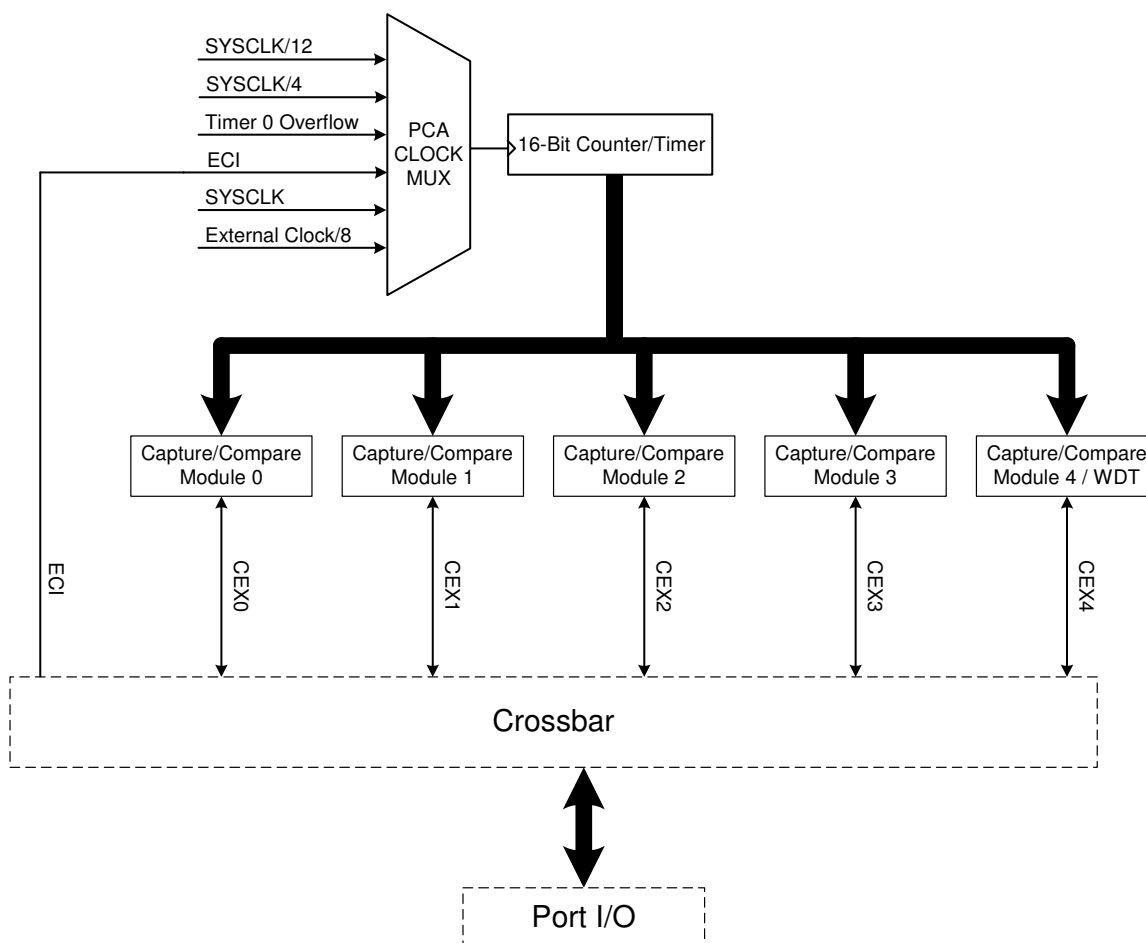 SYSCLK/12
SYSCLK/4
Timer 0 Overflow
ECI
SYSCLK
External Clock/8
PCA
CLOCK
MUX
16-Bit Counter/Timer
Capture/Compare
Module 0
Capture/Compare
Module 1
Capture/Compare
Module 2
Capture/Compare
Module 3
Capture/Compare
Module 4 / WDT
ECI
CEX0
CEX1
CEX2
CEX3
CEX4
Crossbar
Port I/O